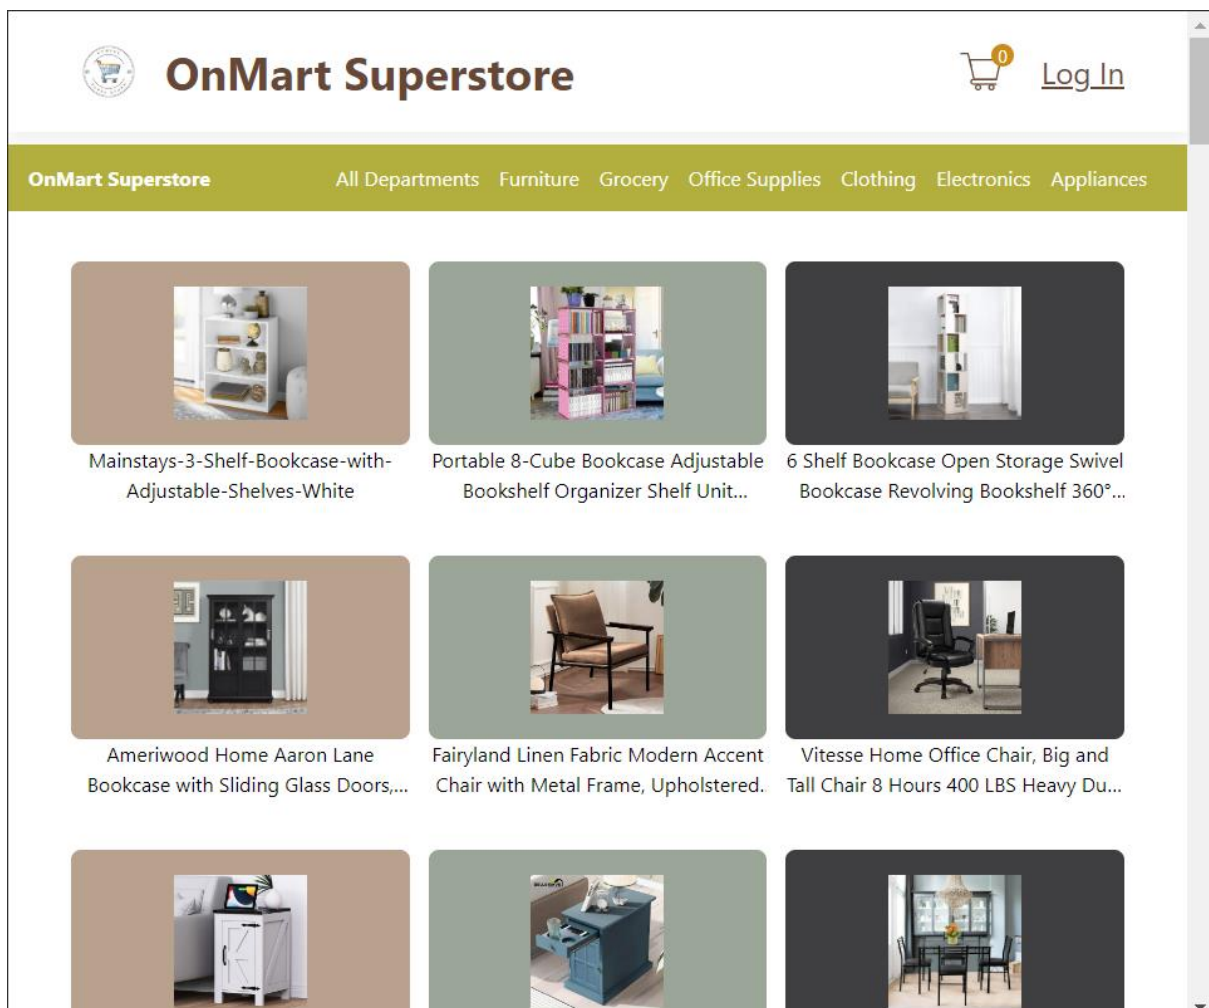 OnMart Superstore
0
Log In
OnMart Superstore
All Departments Furniture Grocery Office Supplies Clothing Electronics Appliances
Mainstays-3-Shelf-Bookcase-with-
Adjustable-Shelves-White
Portable 8-Cube Bookcase Adjustable
Bookshelf Organizer Shelf Unit...
6 Shelf Bookcase Open Storage Swivel
Bookcase Revolving Bookshelf 360°...
Ameriwood Home Aaron Lane
Bookcase with Sliding Glass Doors,...
Fairyland Linen Fabric Modern Accent
Chair with Metal Frame, Upholstered.
Vitesse Home Office Chair, Big and
Tall Chair 8 Hours 400 LBS Heavy Du...